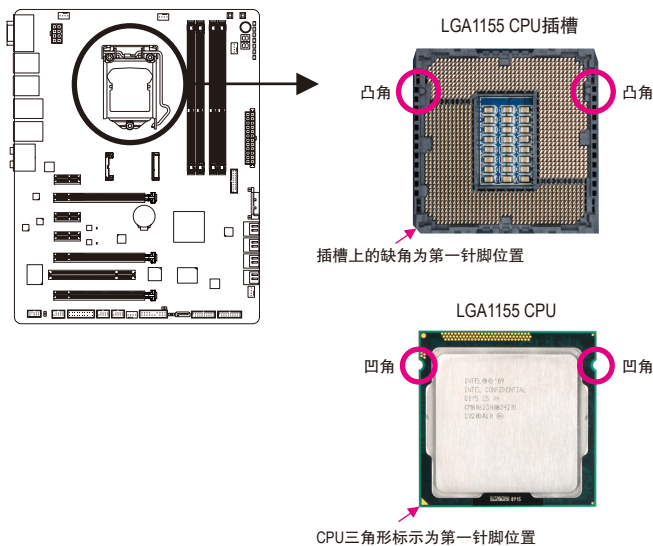 LGA1155 CPU插槽
凸角
凸角
插槽上的缺角为第一针脚位置
LGA1155 CPU
凹角
凹角
INTEL CONFIDENTIAL
CPU三角形标示为第一针脚位置